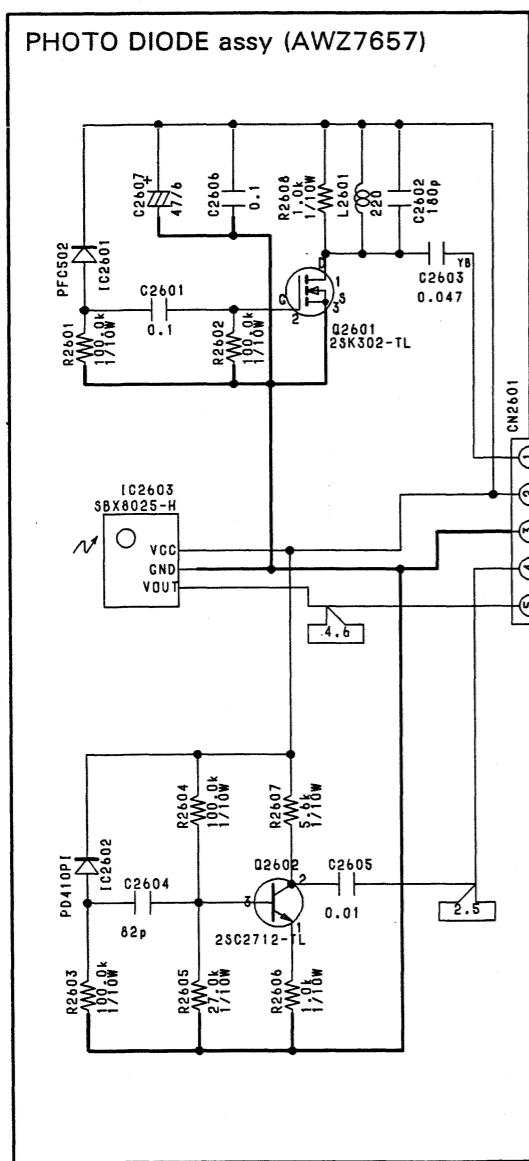 PHOTO DIODE assy (AWZ7657)
C2607
+
47/6
C2606
0.1
R2608
1.0k
1/10W
L2601
220
C2602
180p
PFC502
IC2601
C2601
0.1
R2601
100.0k
1/10W
R2602
100.0k
1/10W
D
1
G
2
S
3
Q2601
2SK302-TL
YB
C2603
0.047
CN2601
1
2
3
4
5
IC2603
SBX8025-H
VCC
GND
VOUT
4.6
R2604
100.0k
1/10W
R2607
5.6k
1/10W
PD410PI
IC2602
C2604
82p
Q2602
2
3
1
2SC2712-TL
C2605
0.01
2.5
R2603
100.0k
1/10W
R2605
27.0k
1/10W
R2606
1.0k
1/10W